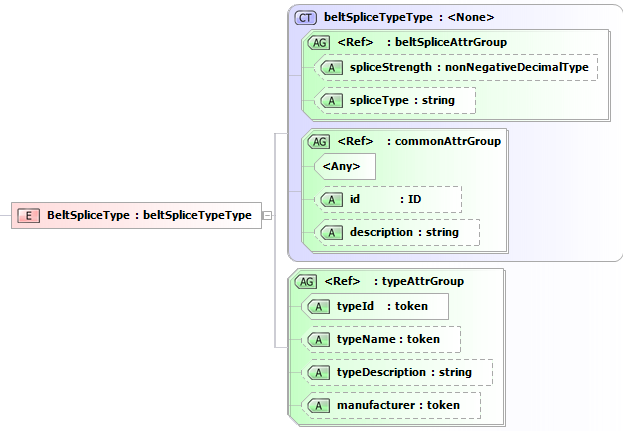 CT beltSpliceTypeType : <None>
AG <Ref> : beltSpliceAttrGroup
A spliceStrength : nonNegativeDecimalType
A spliceType : string
AG <Ref> : commonAttrGroup
<Any>
A id : ID
A description : string
E BeltSpliceType : beltSpliceTypeType
AG <Ref> : typeAttrGroup
A typeId : token
A typeName : token
A typeDescription : string
A manufacturer : token